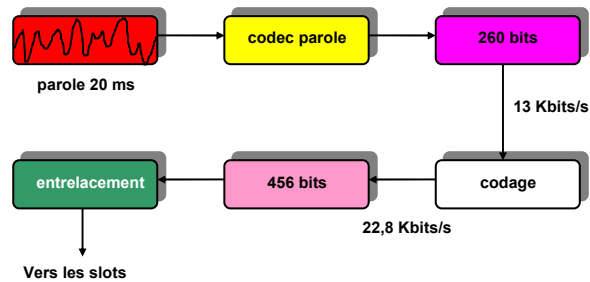 codec parole
260 bits
parole 20 ms
13 Kbits/s
entrelacement
456 bits
codage
22,8 Kbits/s
Vers les slots